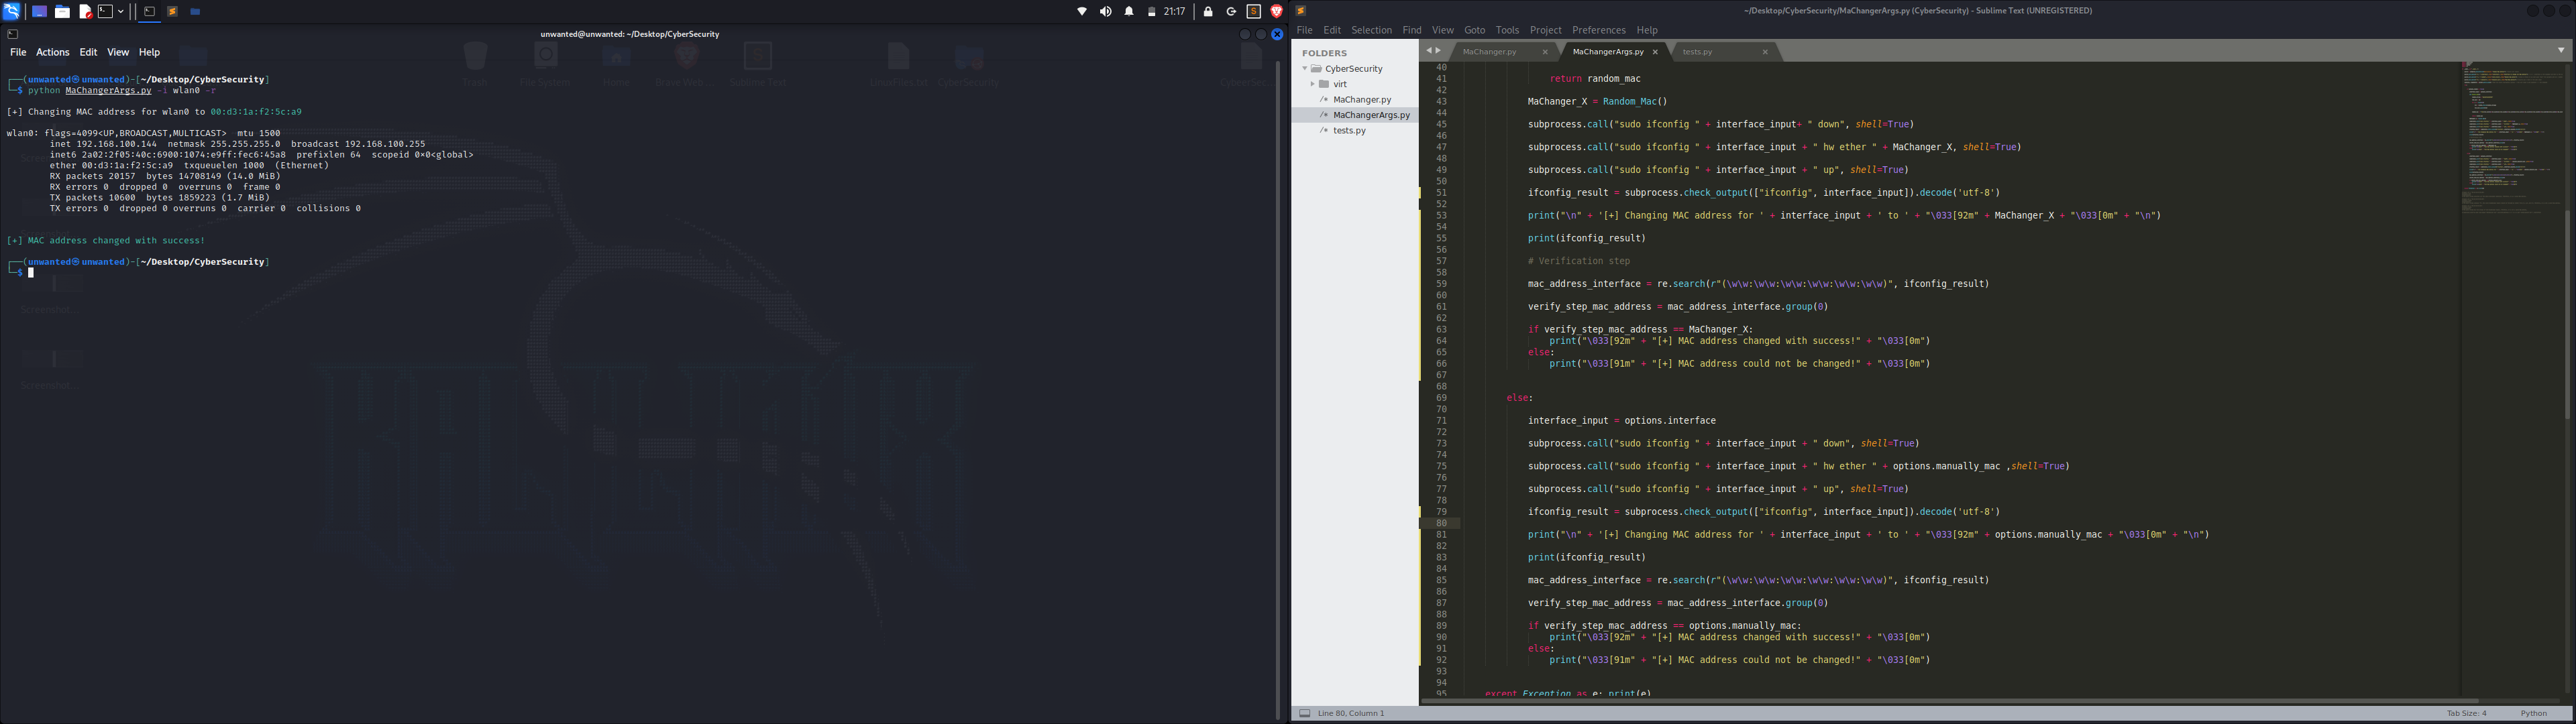 21:17
unwanted@unwanted: ~/Desktop/CyberSecurity
File Actions Edit View Help
Trash
File System
Home
Brave Web...
Sublime Text
LinuxFiles.txt
CyberSecurity
CyberSec...
┌──(unwanted㉿unwanted)-[~/Desktop/CyberSecurity]
└─$ python MaChangerArgs.py -i wlan0 -r
[+] Changing MAC address for wlan0 to 00:d3:1a:f2:5c:a9
wlan0: flags=4099<UP,BROADCAST,MULTICAST>  mtu 1500
inet 192.168.100.144  netmask 255.255.255.0  broadcast 192.168.100.255
inet6 2a02:2f05:40c:6900:1074:e9ff:fec6:45a8  prefixlen 64  scopeid 0×0<global>
ether 00:d3:1a:f2:5c:a9  txqueuelen 1000  (Ethernet)
RX packets 20157  bytes 14708149 (14.0 MiB)
RX errors 0  dropped 0  overruns 0  frame 0
TX packets 10600  bytes 1859223 (1.7 MiB)
TX errors 0  dropped 0 overruns 0  carrier 0  collisions 0
[+] MAC address changed with success!
┌──(unwanted㉿unwanted)-[~/Desktop/CyberSecurity]
└─$
Screenshot...
Screenshot...
~/Desktop/CyberSecurity/MaChangerArgs.py (CyberSecurity) - Sublime Text (UNREGISTERED)
File Edit Selection Find View Goto Tools Project Preferences Help
FOLDERS
CyberSecurity
virt
MaChanger.py
MaChangerArgs.py
tests.py
MaChanger.py × MaChangerArgs.py × tests.py ×
40
41 return random_mac
42
43 MaChanger_X = Random_Mac()
44
45 subprocess.call("sudo ifconfig " + interface_input+ " down", shell=True)
46
47 subprocess.call("sudo ifconfig " + interface_input + " hw ether " + MaChanger_X, shell=True)
48
49 subprocess.call("sudo ifconfig " + interface_input + " up", shell=True)
50
51 ifconfig_result = subprocess.check_output(["ifconfig", interface_input]).decode('utf-8')
52
53 print("\n" + '[+] Changing MAC address for ' + interface_input + ' to ' + "\033[92m" + MaChanger_X + "\033[0m" + "\n")
54
55 print(ifconfig_result)
56
57 # Verification step
58
59 mac_address_interface = re.search(r"(\w\w:\w\w:\w\w:\w\w:\w\w:\w\w)", ifconfig_result)
60
61 verify_step_mac_address = mac_address_interface.group(0)
62
63 if verify_step_mac_address == MaChanger_X:
64 print("\033[92m" + "[+] MAC address changed with success!" + "\033[0m")
65 else:
66 print("\033[91m" + "[+] MAC address could not be changed!" + "\033[0m")
67
68
69 else:
70
71 interface_input = options.interface
72
73 subprocess.call("sudo ifconfig " + interface_input + " down", shell=True)
74
75 subprocess.call("sudo ifconfig " + interface_input + " hw ether " + options.manually_mac ,shell=True)
76
77 subprocess.call("sudo ifconfig " + interface_input + " up", shell=True)
78
79 ifconfig_result = subprocess.check_output(["ifconfig", interface_input]).decode('utf-8')
80
81 print("\n" + '[+] Changing MAC address for ' + interface_input + ' to ' + "\033[92m" + options.manually_mac + "\033[0m" + "\n")
82
83 print(ifconfig_result)
84
85 mac_address_interface = re.search(r"(\w\w:\w\w:\w\w:\w\w:\w\w:\w\w)", ifconfig_result)
86
87 verify_step_mac_address = mac_address_interface.group(0)
88
89 if verify_step_mac_address == options.manually_mac:
90 print("\033[92m" + "[+] MAC address changed with success!" + "\033[0m")
91 else:
92 print("\033[91m" + "[+] MAC address could not be changed!" + "\033[0m")
93
94
95 except Exception as e: print(e)
Line 80, Column 1
Tab Size: 4
Python